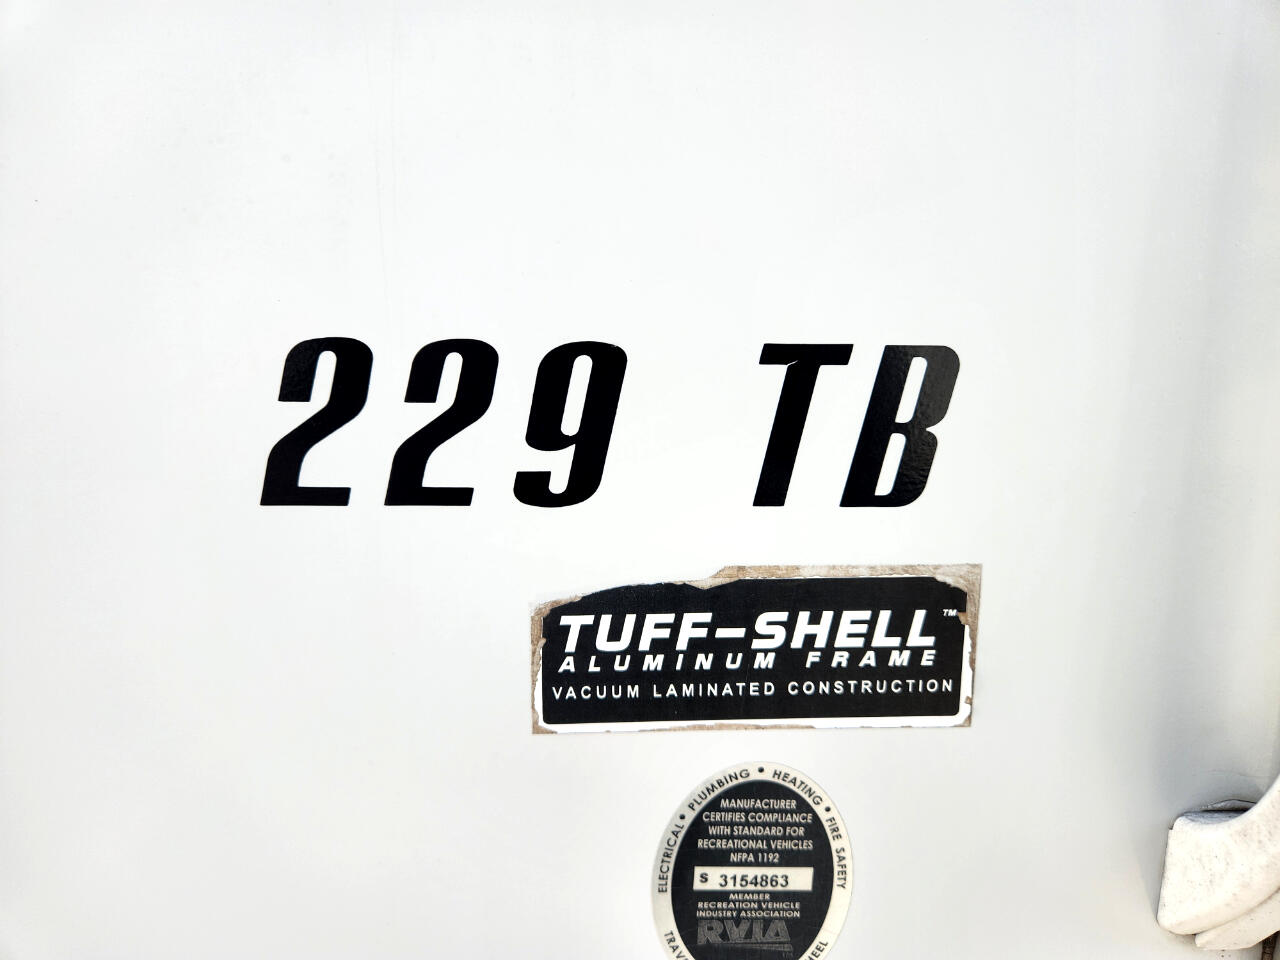 229 TB
TUFF-SHELL™
ALUMINUM FRAME
VACUUM LAMINATED CONSTRUCTION
ELECTRICAL • PLUMBING • HEATING • FIRE SAFETY
MANUFACTURER
CERTIFIES COMPLIANCE
WITH STANDARD FOR
RECREATIONAL VEHICLES
NFPA 1192
S 3154863
MEMBER
RECREATION VEHICLE
INDUSTRY ASSOCIATION
RVIA